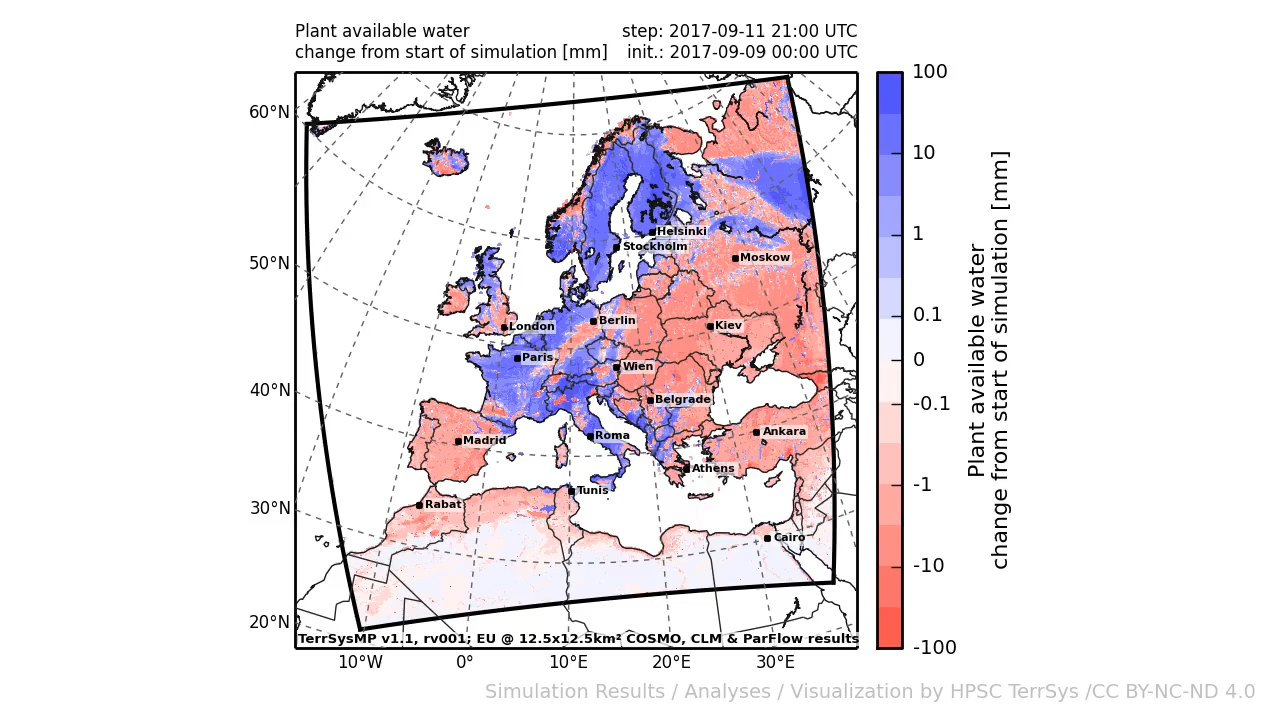 Plant available water
change from start of simulation [mm]
step: 2017-09-11 21:00 UTC
init.: 2017-09-09 00:00 UTC
60°N
50°N
40°N
30°N
20°N
10°W
0°
10°E
20°E
30°E
Helsinki
Stockholm
Moskow
London
Berlin
Kiev
Paris
Wien
Belgrade
Madrid
Roma
Ankara
Athens
Tunis
Rabat
Cairo
TerrSysMP v1.1, rv001; EU @ 12.5x12.5km² COSMO, CLM & ParFlow results
100
10
1
0.1
0
-0.1
-1
-10
-100
Plant available water
change from start of simulation [mm]
Simulation Results / Analyses / Visualization by HPSC TerrSys /CC BY-NC-ND 4.0